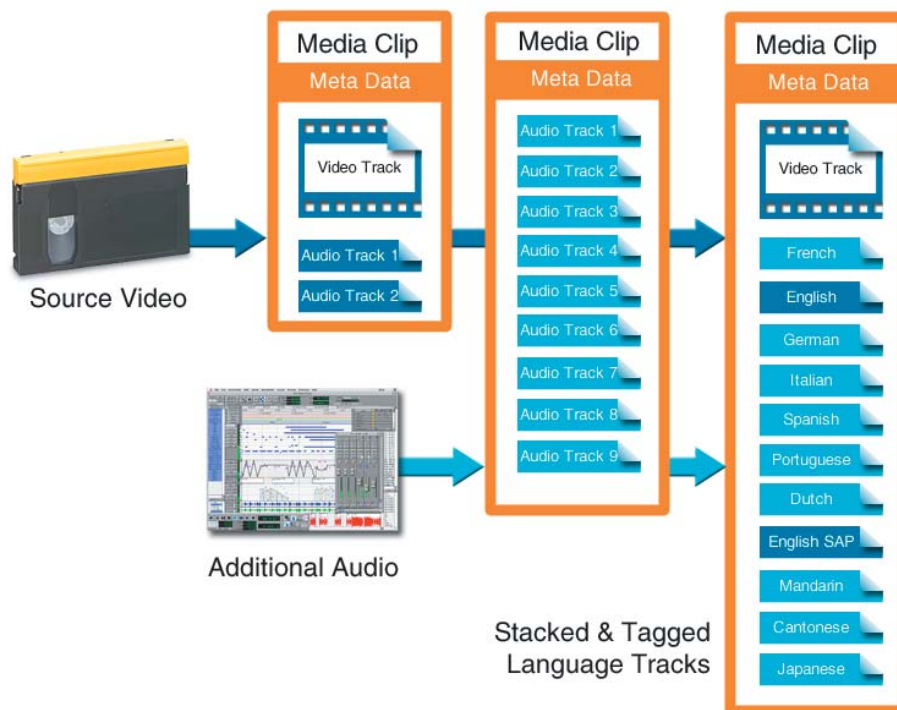 Media Clip
Meta Data
Video Track
Audio Track 1
Audio Track 2
Source Video
Media Clip
Meta Data
Audio Track 1
Audio Track 2
Audio Track 3
Audio Track 4
Audio Track 5
Audio Track 6
Audio Track 7
Audio Track 8
Audio Track 9
Additional Audio
Media Clip
Meta Data
Video Track
French
English
German
Italian
Spanish
Portuguese
Dutch
English SAP
Mandarin
Cantonese
Japanese
Stacked & Tagged
Language Tracks